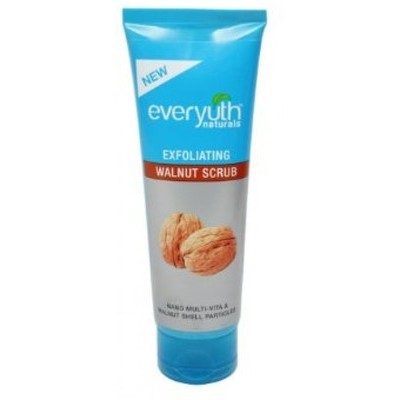 NEW
everyuth
naturals
EXFOLIATING
WALNUT SCRUB
NANO MULTI-VITA &
WALNUT SHELL PARTICLES